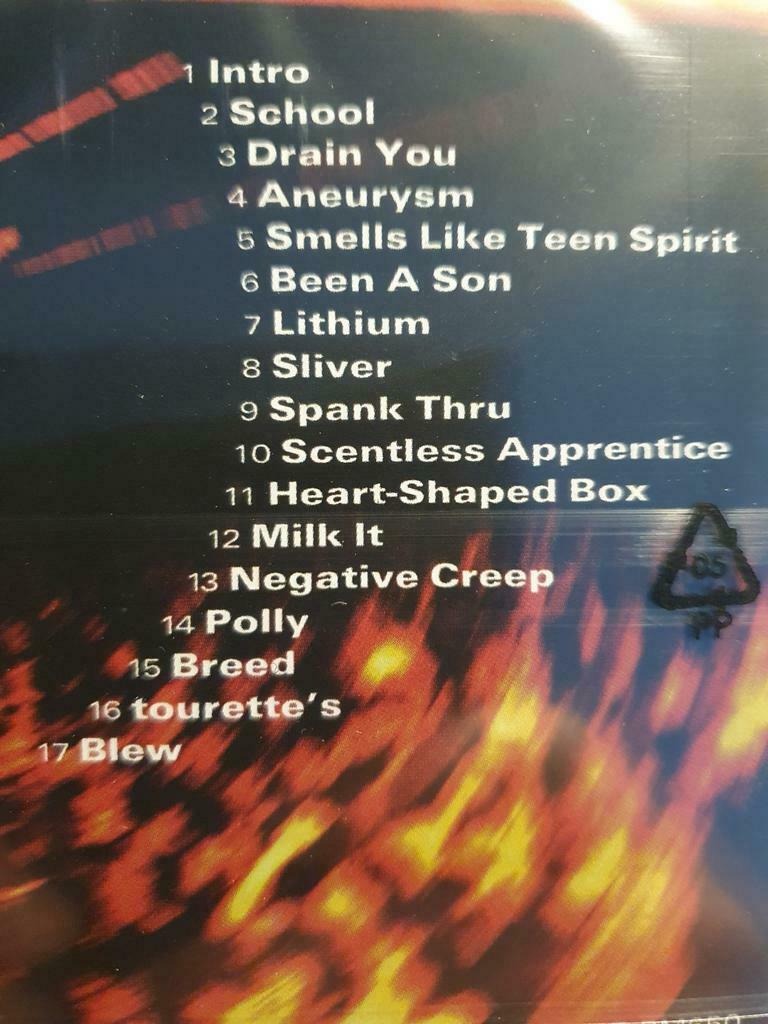 1 Intro
2 School
3 Drain You
4 Aneurysm
5 Smells Like Teen Spirit
6 Been A Son
7 Lithium
8 Sliver
9 Spank Thru
10 Scentless Apprentice
11 Heart-Shaped Box
12 Milk It
13 Negative Creep
14 Polly
15 Breed
16 tourette's
17 Blew
05
PP